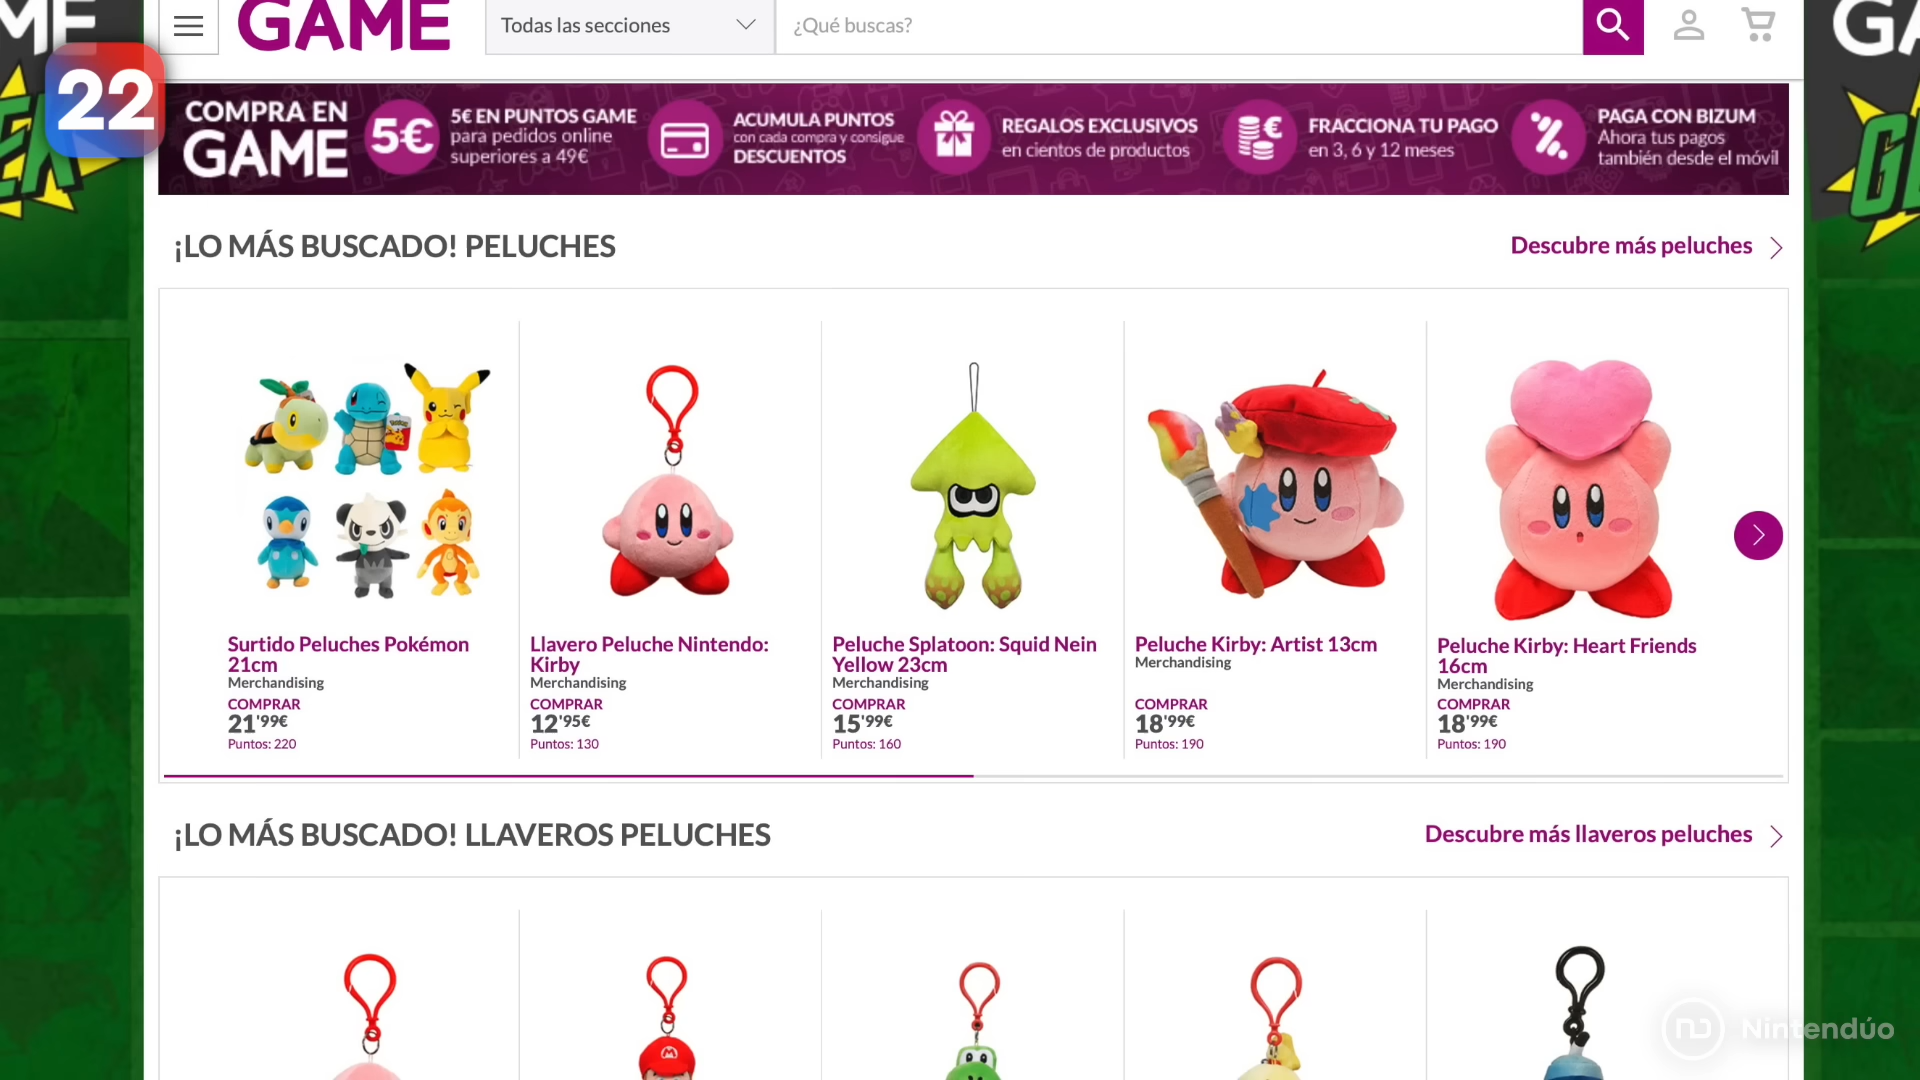 ME
GAME
Todas las secciones
¿Qué buscas?
GA
22
COMPRA EN
GAME
5€
5€ EN PUNTOS GAME
para pedidos online
superiores a 49€
ACUMULA PUNTOS
con cada compra y consigue
DESCUENTOS
REGALOS EXCLUSIVOS
en cientos de productos
FRACCIONA TU PAGO
en 3, 6 y 12 meses
PAGA CON BIZUM
Ahora tus pagos
también desde el móvil
EK
GE
¡LO MÁS BUSCADO! PELUCHES
Descubre más peluches
Surtido Peluches Pokémon
21cm
Merchandising
COMPRAR
21'99€
Puntos: 220
Llavero Peluche Nintendo:
Kirby
Merchandising
COMPRAR
12'95€
Puntos: 130
Peluche Splatoon: Squid Nein
Yellow 23cm
Merchandising
COMPRAR
15'99€
Puntos: 160
Peluche Kirby: Artist 13cm
Merchandising
COMPRAR
18'99€
Puntos: 190
Peluche Kirby: Heart Friends
16cm
Merchandising
COMPRAR
18'99€
Puntos: 190
¡LO MÁS BUSCADO! LLAVEROS PELUCHES
Descubre más llaveros peluches
M
Nintendúo